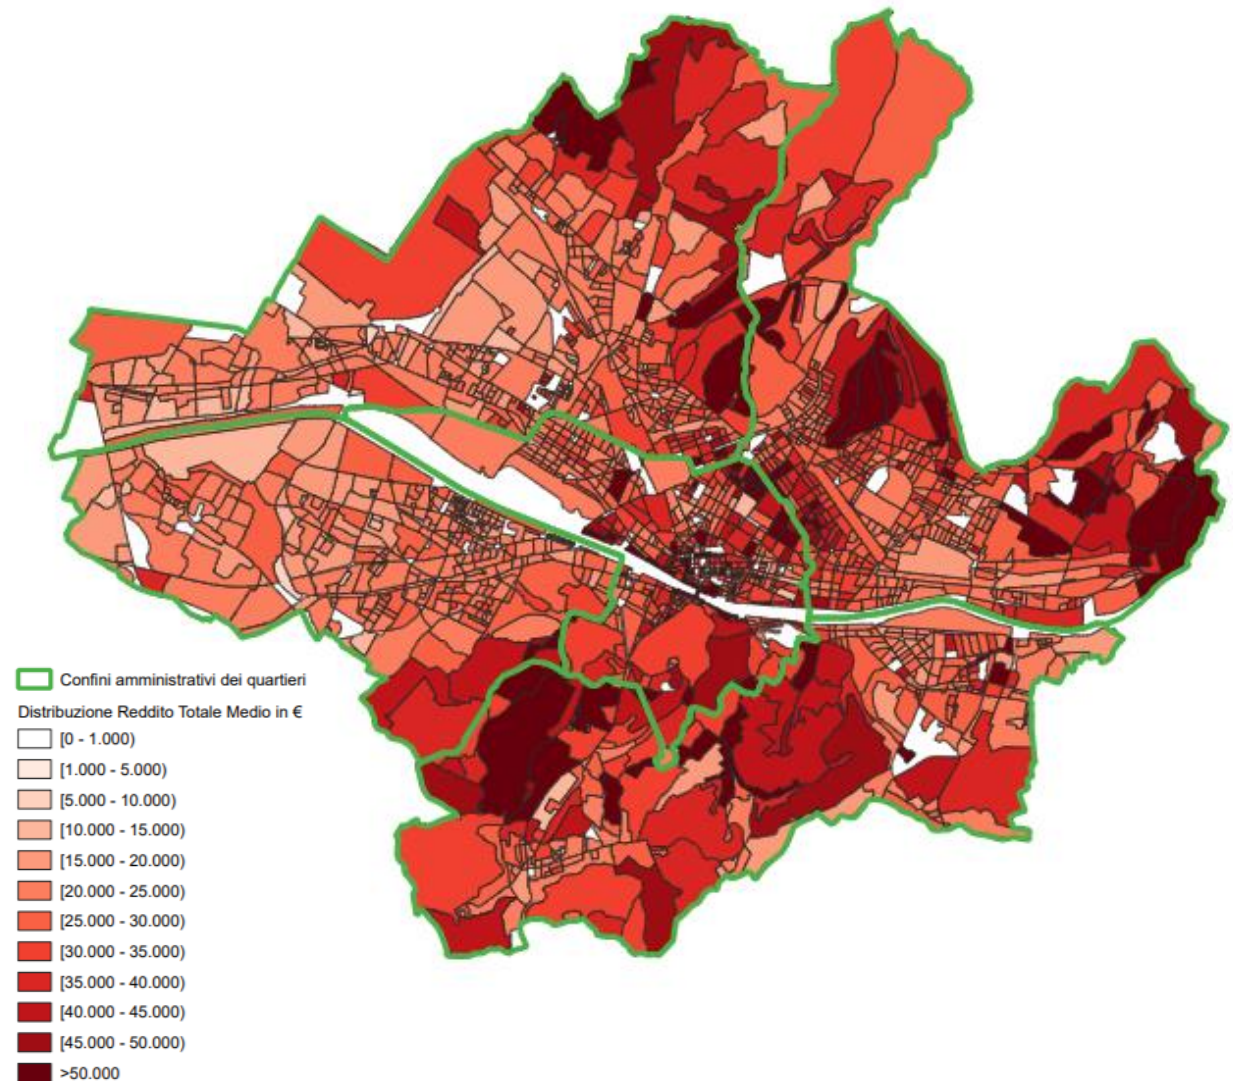 Confini amministrativi dei quartieri
Distribuzione Reddito Totale Medio in €
[0 - 1.000)
[1.000 - 5.000)
[5.000 - 10.000)
[10.000 - 15.000)
[15.000 - 20.000)
[20.000 - 25.000)
[25.000 - 30.000)
[30.000 - 35.000)
[35.000 - 40.000)
[40.000 - 45.000)
[45.000 - 50.000)
>50.000